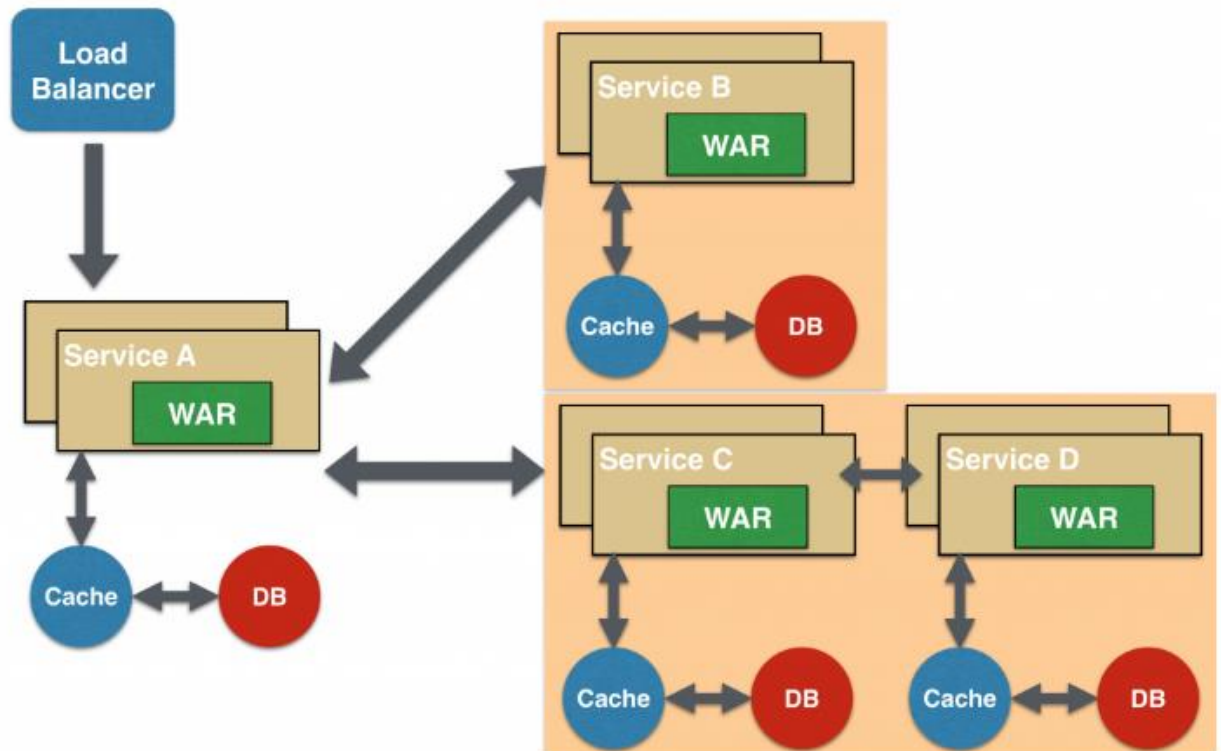 Load
Balancer
Service B
WAR
Cache
DB
Service A
WAR
Cache
DB
Service C
WAR
Service D
WAR
Cache
DB
Cache
DB